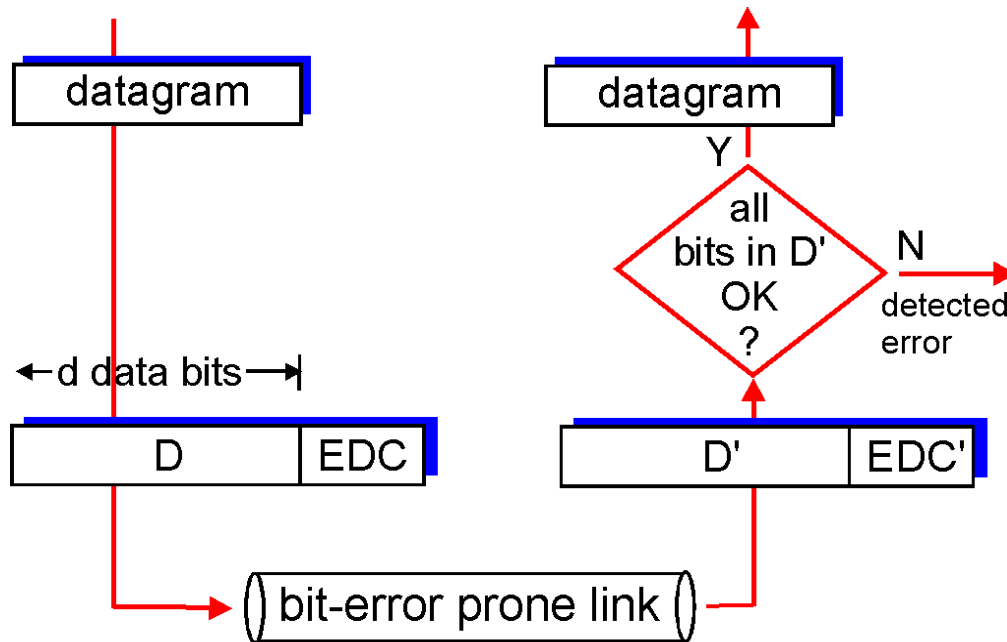 datagram
d data bits
D
EDC
bit-error prone link
datagram
Y
all
bits in D'
OK
?
N
detected
error
D'
EDC'